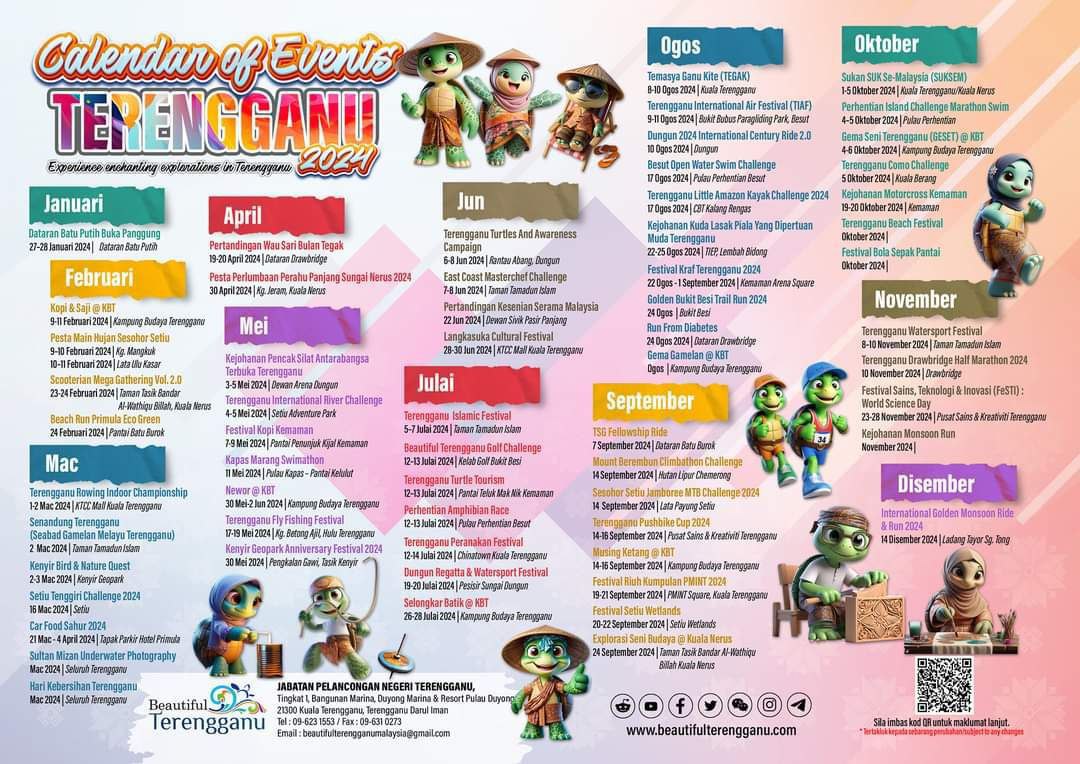 Calendar of Events
TERENGGANU
2024
Experience enchanting explorations in Terengganu
Januari
Dataran Batu Putih Buka Panggung
27-28 Januari 2024 | Dataran Batu Putih
Februari
Kopi & Saji @ KBT
9-11 Februari 2024 | Kampung Budaya Terengganu
Pesta Main Hujan Sesohor Setiu
9-10 Februari 2024 | Kg. Mangkuk
10-11 Februari 2024 | Lata Ulu Kasar
Scooterian Mega Gathering Vol. 2.0
23-24 Februari 2024 | Taman Tasik Bandar
Al-Wathiqu Billah, Kuala Nerus
Beach Run Primula Eco Green
24 Februari 2024 | Pantai Batu Burok
Mac
Terengganu Rowing Indoor Championship
1-2 Mac 2024 | KTCC Mall Kuala Terengganu
Senandung Terengganu
(Seabad Gamelan Melayu Terengganu)
2 Mac 2024 | Taman Tamadun Islam
Kenyir Bird & Nature Quest
2-3 Mac 2024 | Kenyir Geopark
Setiu Tenggiri Challenge 2024
16 Mac 2024 | Setiu
Car Food Sahur 2024
21 Mac - 4 April 2024 | Tapak Parkir Hotel Primula
Sultan Mizan Underwater Photography
Mac 2024 | Seluruh Terengganu
Hari Kebersihan Terengganu
Mac 2024 | Seluruh Terengganu
April
Pertandingan Wau Sari Bulan Tegak
19-20 April 2024 | Dataran Drawbridge
Pesta Perlumbaan Perahu Panjang Sungai Nerus 2024
30 April 2024 | Kg. Jeram, Kuala Nerus
Mei
Kejohanan Pencak Silat Antarabangsa
Terbuka Terengganu
3-5 Mei 2024 | Dewan Arena Dungun
Terengganu International River Challenge
4-5 Mei 2024 | Setiu Adventure Park
Festival Kopi Kemaman
7-9 Mei 2024 | Pantai Penunjuk Kijal Kemaman
Kapas Marang Swimathon
11 Mei 2024 | Pulau Kapas - Pantai Kelulut
Newor @ KBT
30 Mei-2 Jun 2024 | Kampung Budaya Terengganu
Terengganu Fly Fishing Festival
17-19 Mei 2024 | Kg. Betong Ajil, Hulu Terengganu
Kenyir Geopark Anniversary Festival 2024
30 Mei 2024 | Pengkalan Gawi, Tasik Kenyir
Jun
Terengganu Turtles And Awareness
Campaign
6-8 Jun 2024 | Rantau Abang, Dungun
East Coast Masterchef Challenge
7-8 Jun 2024 | Taman Tamadun Islam
Pertandingan Kesenian Serama Malaysia
22 Jun 2024 | Dewan Sivik Pasir Panjang
Langkasuka Cultural Festival
28-30 Jun 2024 | KTCC Mall Kuala Terengganu
Julai
Terengganu Islamic Festival
5-7 Julai 2024 | Taman Tamadun Islam
Beautiful Terengganu Golf Challenge
12-13 Julai 2024 | Kelab Golf Bukit Besi
Terengganu Turtle Tourism
12-13 Julai 2024 | Pantai Teluk Mak Nik Kemaman
Perhentian Amphibian Race
12-13 Julai 2024 | Pulau Perhentian Besut
Terengganu Peranakan Festival
12-14 Julai 2024 | Chinatown Kuala Terengganu
Dungun Regatta & Watersport Festival
19-20 Julai 2024 | Pesisir Sungai Dungun
Selongkar Batik @ KBT
26-28 Julai 2024 | Kampung Budaya Terengganu
Ogos
Temasya Ganu Kite (TEGAK)
8-10 Ogos 2024 | Kuala Terengganu
Terengganu International Air Festival (TIAF)
9-11 Ogos 2024 | Bukit Bubus Paragliding Park, Besut
Dungun 2024 International Century Ride 2.0
10 Ogos 2024 | Dungun
Besut Open Water Swim Challenge
17 Ogos 2024 | Pulau Perhentian Besut
Terengganu Little Amazon Kayak Challenge 2024
17 Ogos 2024 | CBT Kalang Rengas
Kejohanan Kuda Lasak Piala Yang Dipertuan
Muda Terengganu
22-25 Ogos 2024 | TIEP, Lembah Bidong
Festival Kraf Terengganu 2024
22 Ogos - 1 September 2024 | Kemaman Arena Square
Golden Bukit Besi Trail Run 2024
24 Ogos | Bukit Besi
Run From Diabetes
24 Ogos 2024 | Dataran Drawbridge
Gema Gamelan @ KBT
Ogos | Kampung Budaya Terengganu
September
TSG Fellowship Ride
7 September 2024 | Dataran Batu Burok
Mount Berembun Climbathon Challenge
14 September 2024 | Hutan Lipur Chemerong
Sesohor Setiu Jamboree MTB Challenge 2024
14 September 2024 | Lata Payung Setiu
Terengganu Pushbike Cup 2024
14-16 September 2024 | Pusat Sains & Kreativiti Terengganu
Musing Ketang @ KBT
14-16 September 2024 | Kampung Budaya Terengganu
Festival Riuh Kumpulan PMINT 2024
19-21 September 2024 | PMINT Square, Kuala Terengganu
Festival Setiu Wetlands
20-22 September 2024 | Setiu Wetlands
Explorasi Seni Budaya @ Kuala Nerus
24 September 2024 | Taman Tasik Bandar Al-Wathiqu
Billah Kuala Nerus
Oktober
Sukan SUK Se-Malaysia (SUKSEM)
1-5 Oktober 2024 | Kuala Terengganu/Kuala Nerus
Perhentian Island Challenge Marathon Swim
4-5 Oktober 2024 | Pulau Perhentian
Gema Seni Terengganu (GESET) @ KBT
4-6 Oktober 2024 | Kampung Budaya Terengganu
Terengganu Como Challenge
5 Oktober 2024 | Kuala Berang
Kejohanan Motorcross Kemaman
19-20 Oktober 2024 | Kemaman
Terengganu Beach Festival
Oktober 2024 |
Festival Bola Sepak Pantai
Oktober 2024 |
November
Terengganu Watersport Festival
8-10 November 2024 | Taman Tamadun Islam
Terengganu Drawbridge Half Marathon 2024
10 November 2024 | Drawbridge
Festival Sains, Teknologi & Inovasi (FeSTI) :
World Science Day
23-28 November 2024 | Pusat Sains & Kreativiti Terengganu
Kejohanan Monsoon Run
November 2024 |
Disember
International Golden Monsoon Ride
& Run 2024
14 Disember 2024 | Ladang Tayor Sg. Tong
34
Beautiful
Terengganu
JABATAN PELANCONGAN NEGERI TERENGGANU,
Tingkat 1, Bangunan Marina, Duyong Marina & Resort Pulau Duyong
21300 Kuala Terengganu, Terengganu Darul Iman
Tel : 09-623 1553 / Fax : 09-631 0273
Email : beautifulterengganumalaysia@gmail.com
www.beautifulterengganu.com
Sila imbas kod QR untuk maklumat lanjut.
* Tertakluk kepada sebarang perubahan/subject to any changes